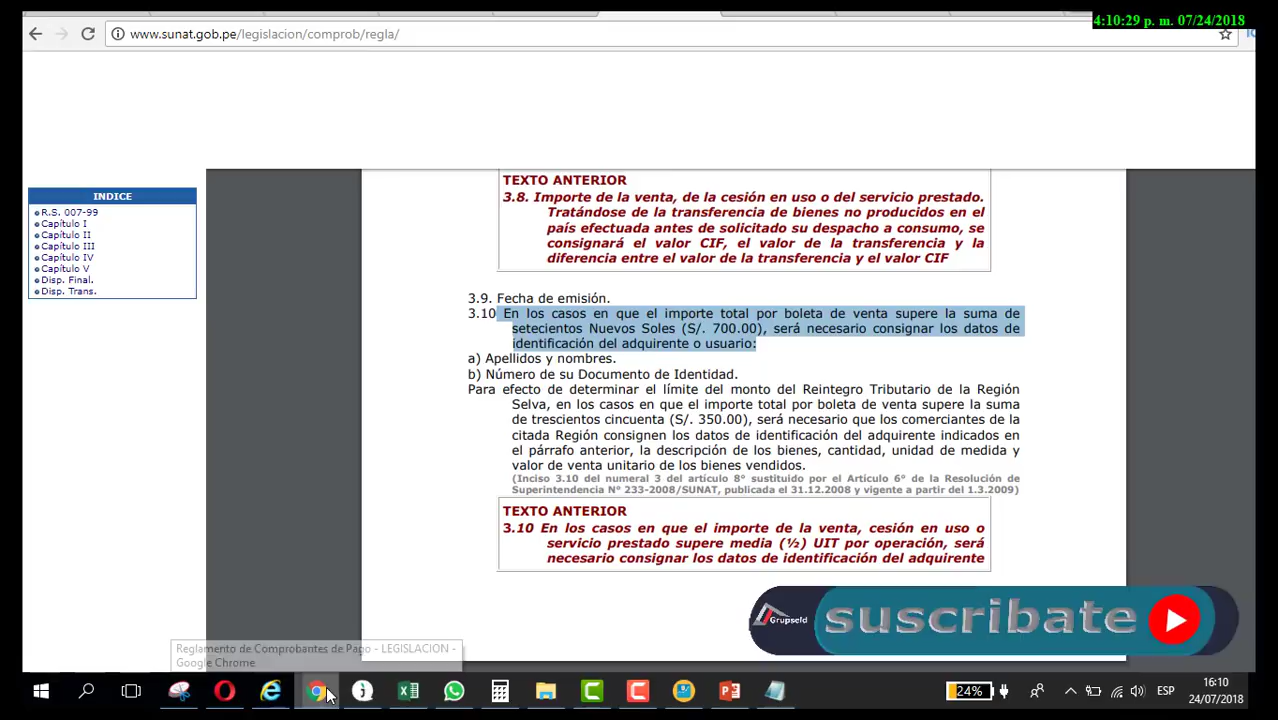 4:10:29 p. m. 07/24/2018
www.sunat.gob.pe/legislacion/comprob/regla/
INDICE
R.S. 007-99
Capítulo I
Capítulo II
Capítulo III
Capítulo IV
Capítulo V
Disp. Final.
Disp. Trans.
TEXTO ANTERIOR
3.8. Importe de la venta, de la cesión en uso o del servicio prestado.
Tratándose de la transferencia de bienes no producidos en el
país efectuada antes de solicitado su despacho a consumo, se
consignará el valor CIF, el valor de la transferencia y la
diferencia entre el valor de la transferencia y el valor CIF
3.9. Fecha de emisión.
3.10 En los casos en que el importe total por boleta de venta supere la suma de
setecientos Nuevos Soles (S/. 700.00), será necesario consignar los datos de
identificación del adquirente o usuario:
a) Apellidos y nombres.
b) Número de su Documento de Identidad.
Para efecto de determinar el límite del monto del Reintegro Tributario de la Región
Selva, en los casos en que el importe total por boleta de venta supere la suma
de trescientos cincuenta (S/. 350.00), será necesario que los comerciantes de la
citada Región consignen los datos de identificación del adquirente indicados en
el párrafo anterior, la descripción de los bienes, cantidad, unidad de medida y
valor de venta unitario de los bienes vendidos.
(Inciso 3.10 del numeral 3 del artículo 8° sustituido por el Artículo 6° de la Resolución de
Superintendencia N° 233-2008/SUNAT, publicada el 31.12.2008 y vigente a partir del 1.3.2009)
TEXTO ANTERIOR
3.10 En los casos en que el importe de la venta, cesión en uso o
servicio prestado supere media (½) UIT por operación, será
necesario consignar los datos de identificación del adquirente
Grupseld
suscribate
Reglamento de Comprobantes de Pago - LEGISLACION -
Google Chrome
24%
ESP
16:10
24/07/2018